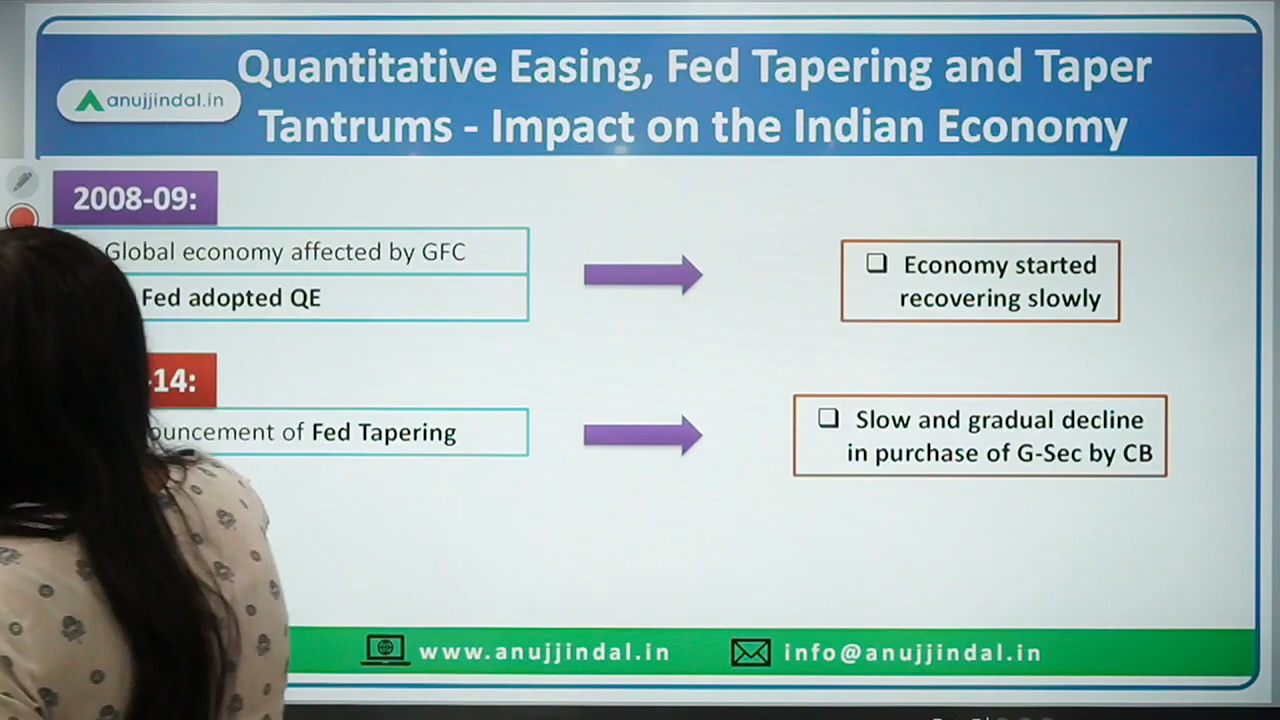 Quantitative Easing, Fed Tapering and Taper
anujjindal.in
Tantrums - Impact on the Indian Economy
2008-09:
Global economy affected by GFC
Fed adopted QE
❑ Economy started
recovering slowly
-14:
ouncement of Fed Tapering
❑ Slow and gradual decline
in purchase of G-Sec by CB
www.anujjindal.in
info@anujjindal.in